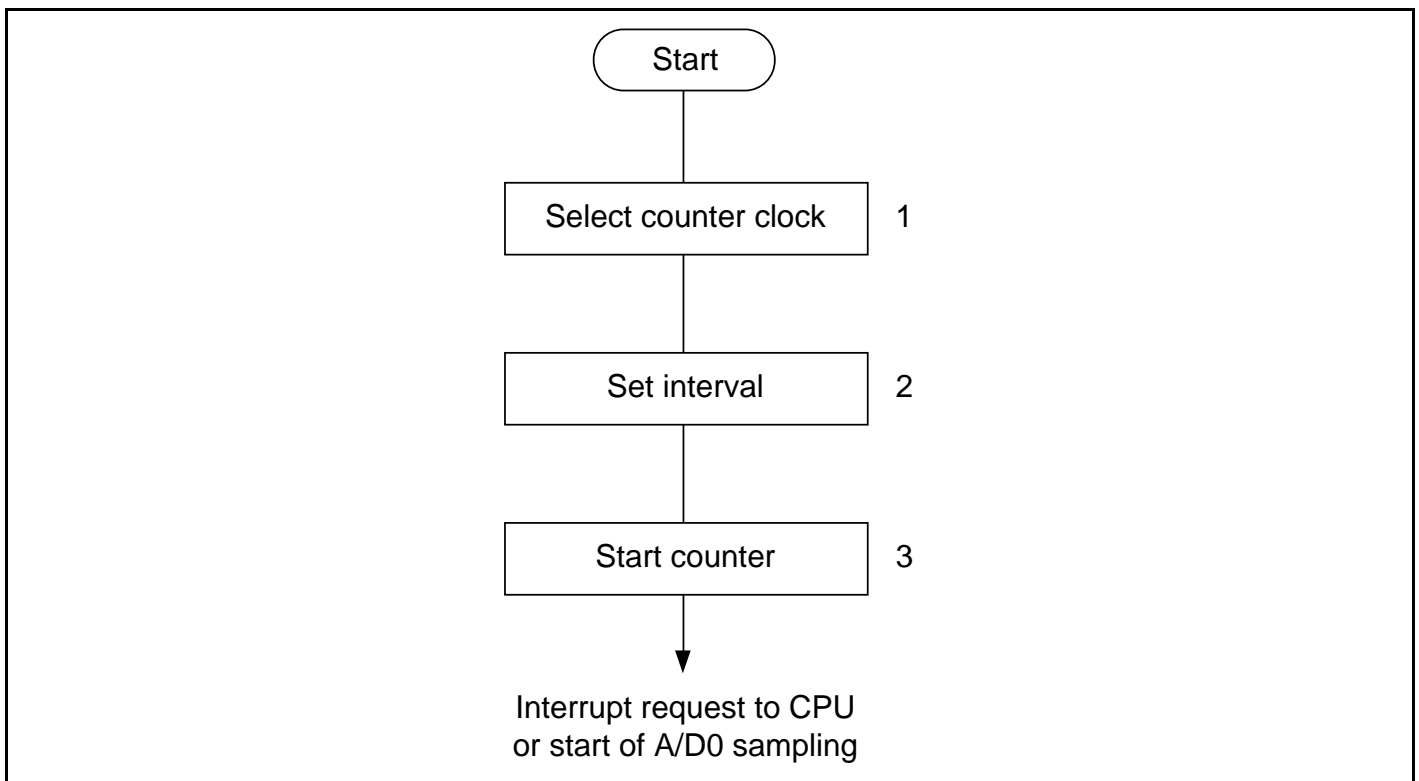 Start
Select counter clock 1
Set interval 2
Start counter 3
Interrupt request to CPU
or start of A/D0 sampling